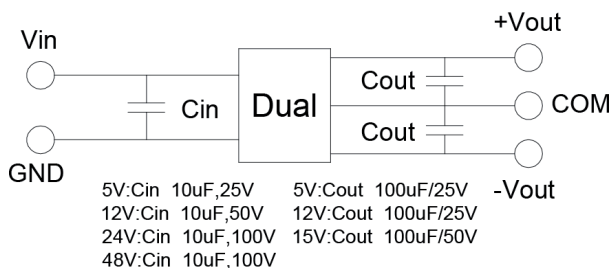 Vin
+Vout
Cout
Cin
Dual
COM
Cout
GND
-Vout
5V:Cin 10uF,25V 5V:Cout 100uF/25V
12V:Cin 10uF,50V 12V:Cout 100uF/25V
24V:Cin 10uF,100V 15V:Cout 100uF/50V
48V:Cin 10uF,100V